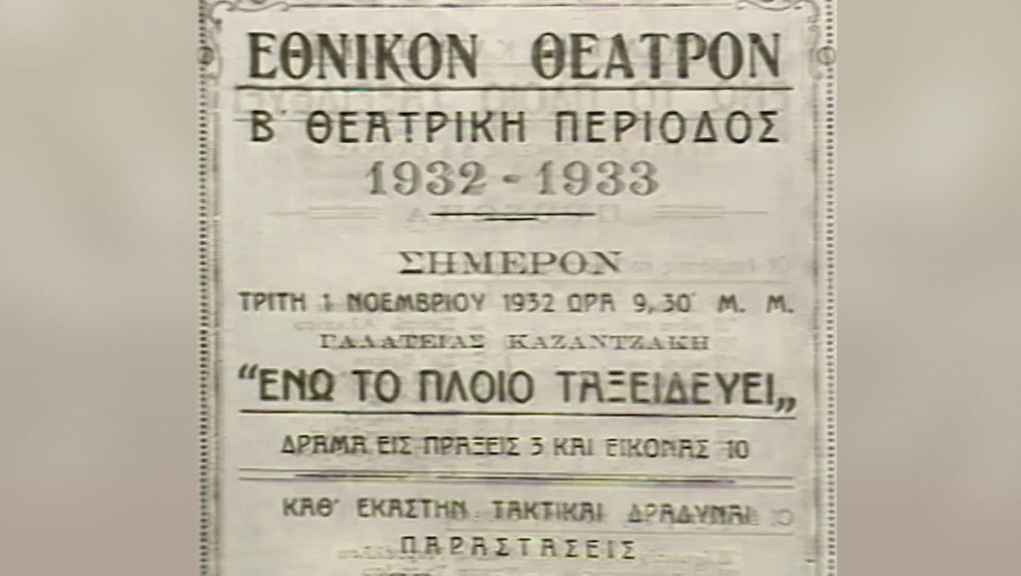 ΕΘΝΙΚΟΝ ΘΕΑΤΡΟΝ
Β΄ ΘΕΑΤΡΙΚΗ ΠΕΡΙΟΔΟΣ
1932 - 1933
ΣΗΜΕΡΟΝ
ΤΡΙΤΗ 1 ΝΟΕΜΒΡΙΟΥ 1932 ΩΡΑ 9,30΄ Μ. Μ.
ΓΑΛΑΤΕΙΑΣ ΚΑΖΑΝΤΖΑΚΗ
“ΕΝΩ ΤΟ ΠΛΟΙΟ ΤΑΞΕΙΔΕΥΕΙ„
ΔΡΑΜΑ ΕΙΣ ΠΡΑΞΕΙΣ 3 ΚΑΙ ΕΙΚΟΝΑΣ 10
ΚΑΘ΄ ΕΚΑΣΤΗΝ ΤΑΚΤΙΚΑΙ
ΠΑΡΑΣΤΑΣΕΙΣ